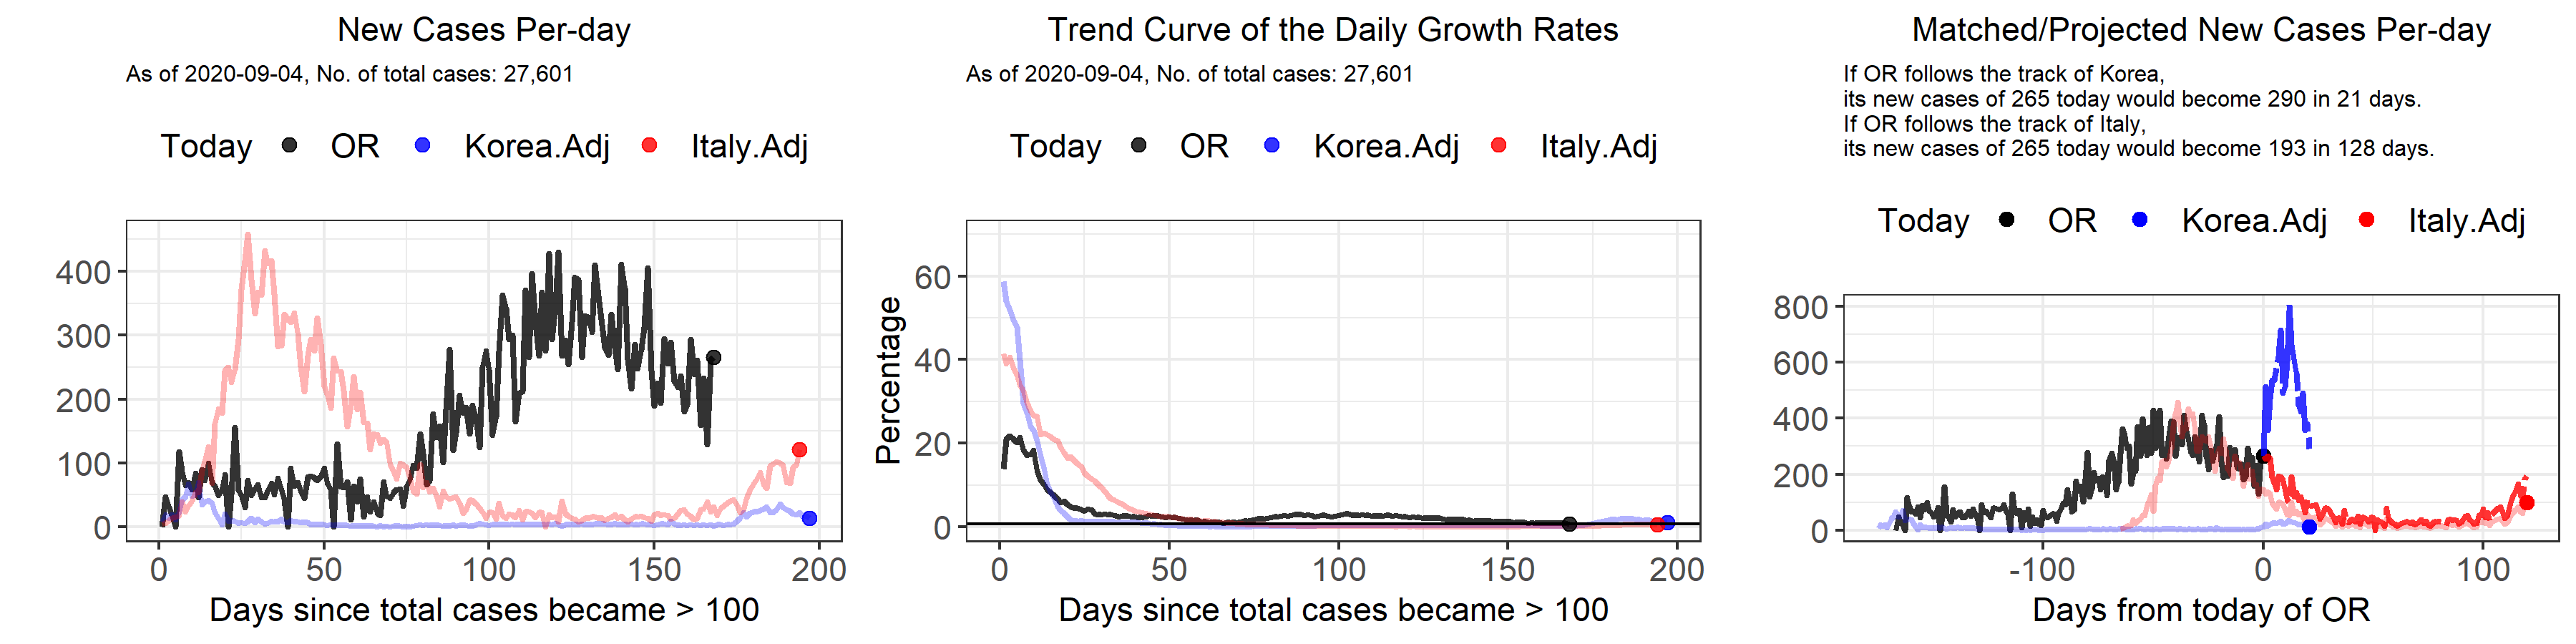 New Cases Per-day
As of 2020-09-04, No. of total cases: 27,601
Today OR Korea.Adj Italy.Adj
400
300
200
100
0
0 50 100 150 200
Days since total cases became > 100
Trend Curve of the Daily Growth Rates
As of 2020-09-04, No. of total cases: 27,601
Today OR Korea.Adj Italy.Adj
Percentage
60
40
20
0
0 50 100 150 200
Days since total cases became > 100
Matched/Projected New Cases Per-day
If OR follows the track of Korea,
its new cases of 265 today would become 290 in 21 days.
If OR follows the track of Italy,
its new cases of 265 today would become 193 in 128 days.
Today OR Korea.Adj Italy.Adj
800
600
400
200
0
-100 0 100
Days from today of OR